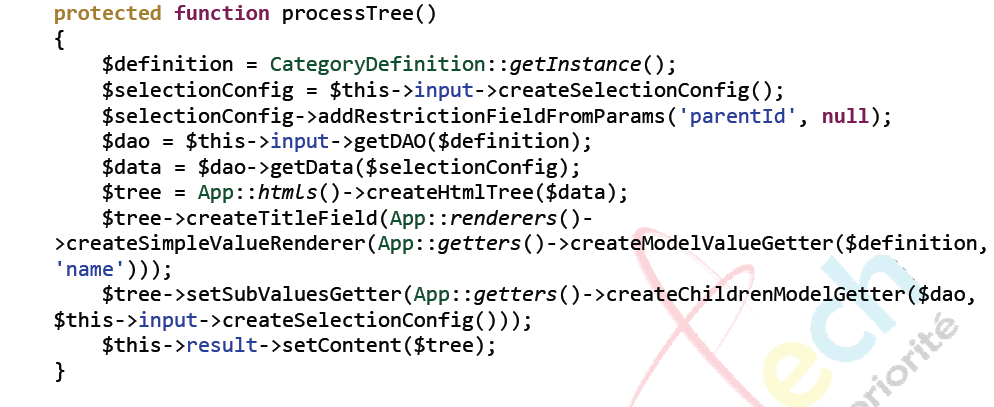 protected function processTree()
{
$definition = CategoryDefinition::getInstance();
$selectionConfig = $this->input->createSelectionConfig();
$selectionConfig->addRestrictionFieldFromParams('parentId', null);
$dao = $this->input->getDAO($definition);
$data = $dao->getData($selectionConfig);
$tree = App::htmls()->createHtmlTree($data);
$tree->createTitleField(App::renderers()-
>createSimpleValueRenderer(App::getters()->createModelValueGetter($definition,
'name')));
$tree->setSubValuesGetter(App::getters()->createChildrenModelGetter($dao,
$this->input->createSelectionConfig()));
$this->result->setContent($tree);
}
ech
riorité